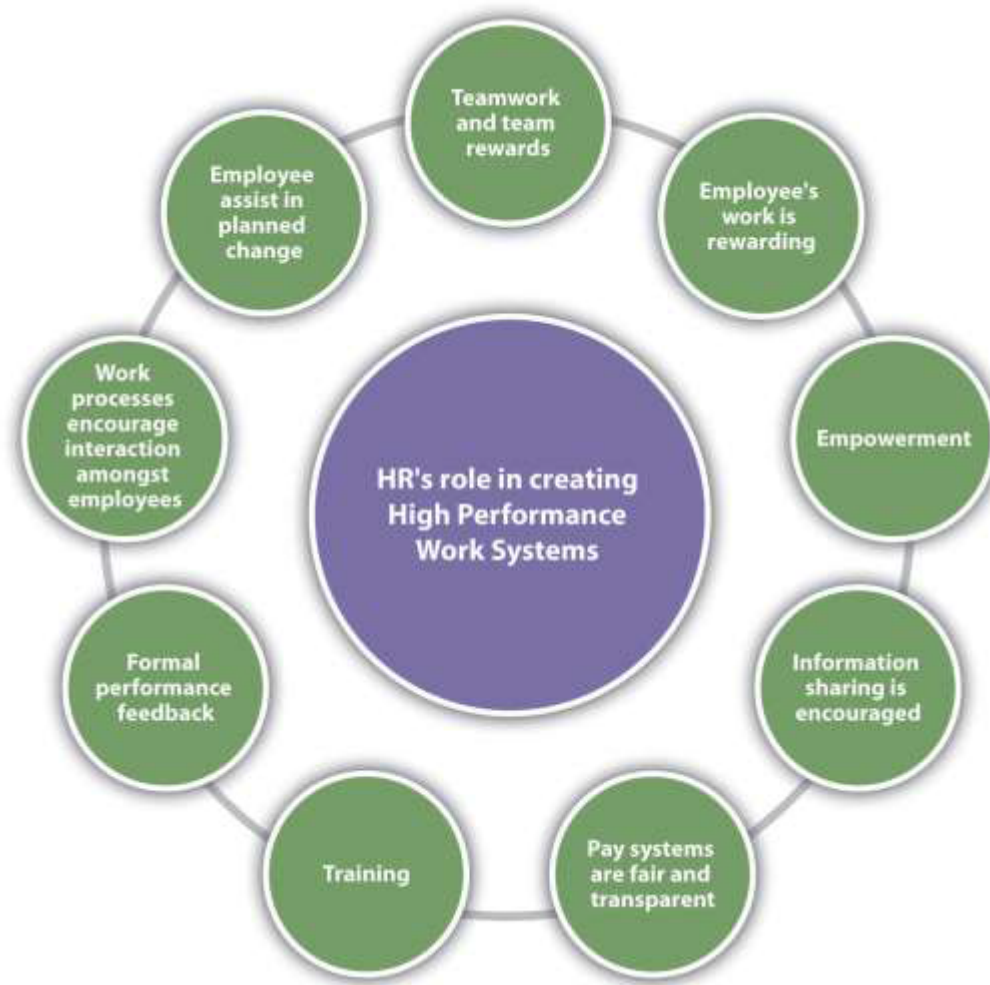 Teamwork
and team
rewards
Employee's
work is
rewarding
Empowerment
Information
sharing is
encouraged
Pay systems
are fair and
transparent
Training
Formal
performance
feedback
Work
processes
encourage
interaction
amongst
employees
Employee
assist in
planned
change
HR's role in creating
High Performance
Work Systems